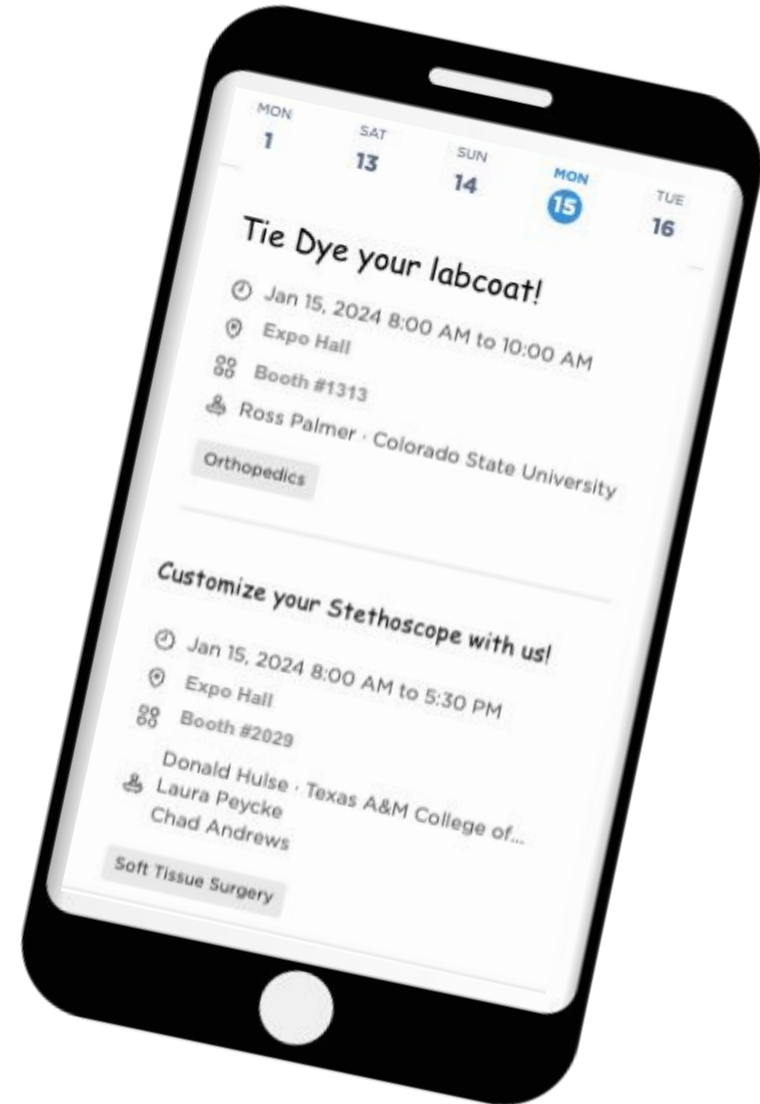 MON SAT SUN MON TUE
1 13 14 15 16
Tie Dye your labcoat!
Jan 15, 2024 8:00 AM to 10:00 AM
Expo Hall
Booth #1313
Ross Palmer · Colorado State University
Orthopedics
Customize your Stethoscope with us!
Jan 15, 2024 8:00 AM to 5:30 PM
Expo Hall
Booth #2029
Donald Hulse · Texas A&M College of...
Laura Peycke
Chad Andrews
Soft Tissue Surgery